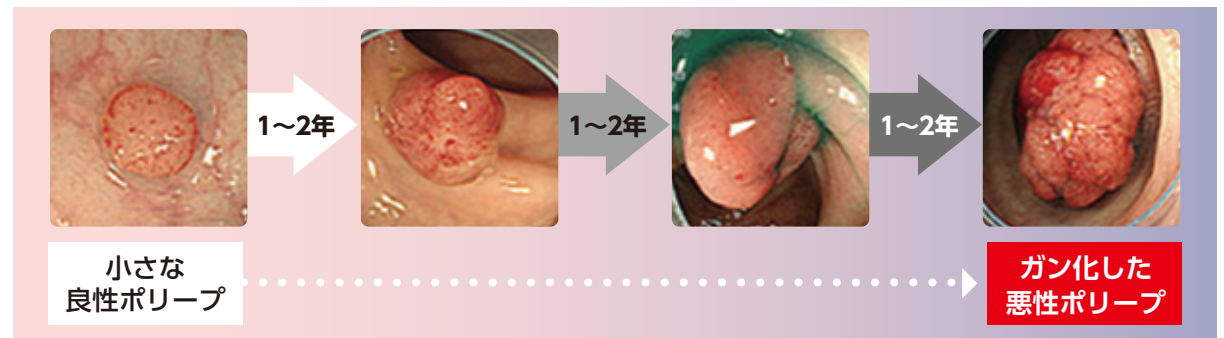 1～2年
1～2年
1～2年
小さな
良性ポリープ
ガン化した
悪性ポリープ